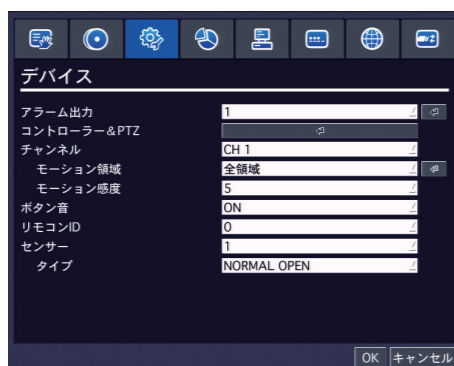 デバイス
アラーム出力 1
コントローラー&PTZ
チャンネル CH 1
モーション領域 全領域
モーション感度 5
ボタン音 ON
リモコンID 0
センサー 1
タイプ NORMAL OPEN
OK キャンセル